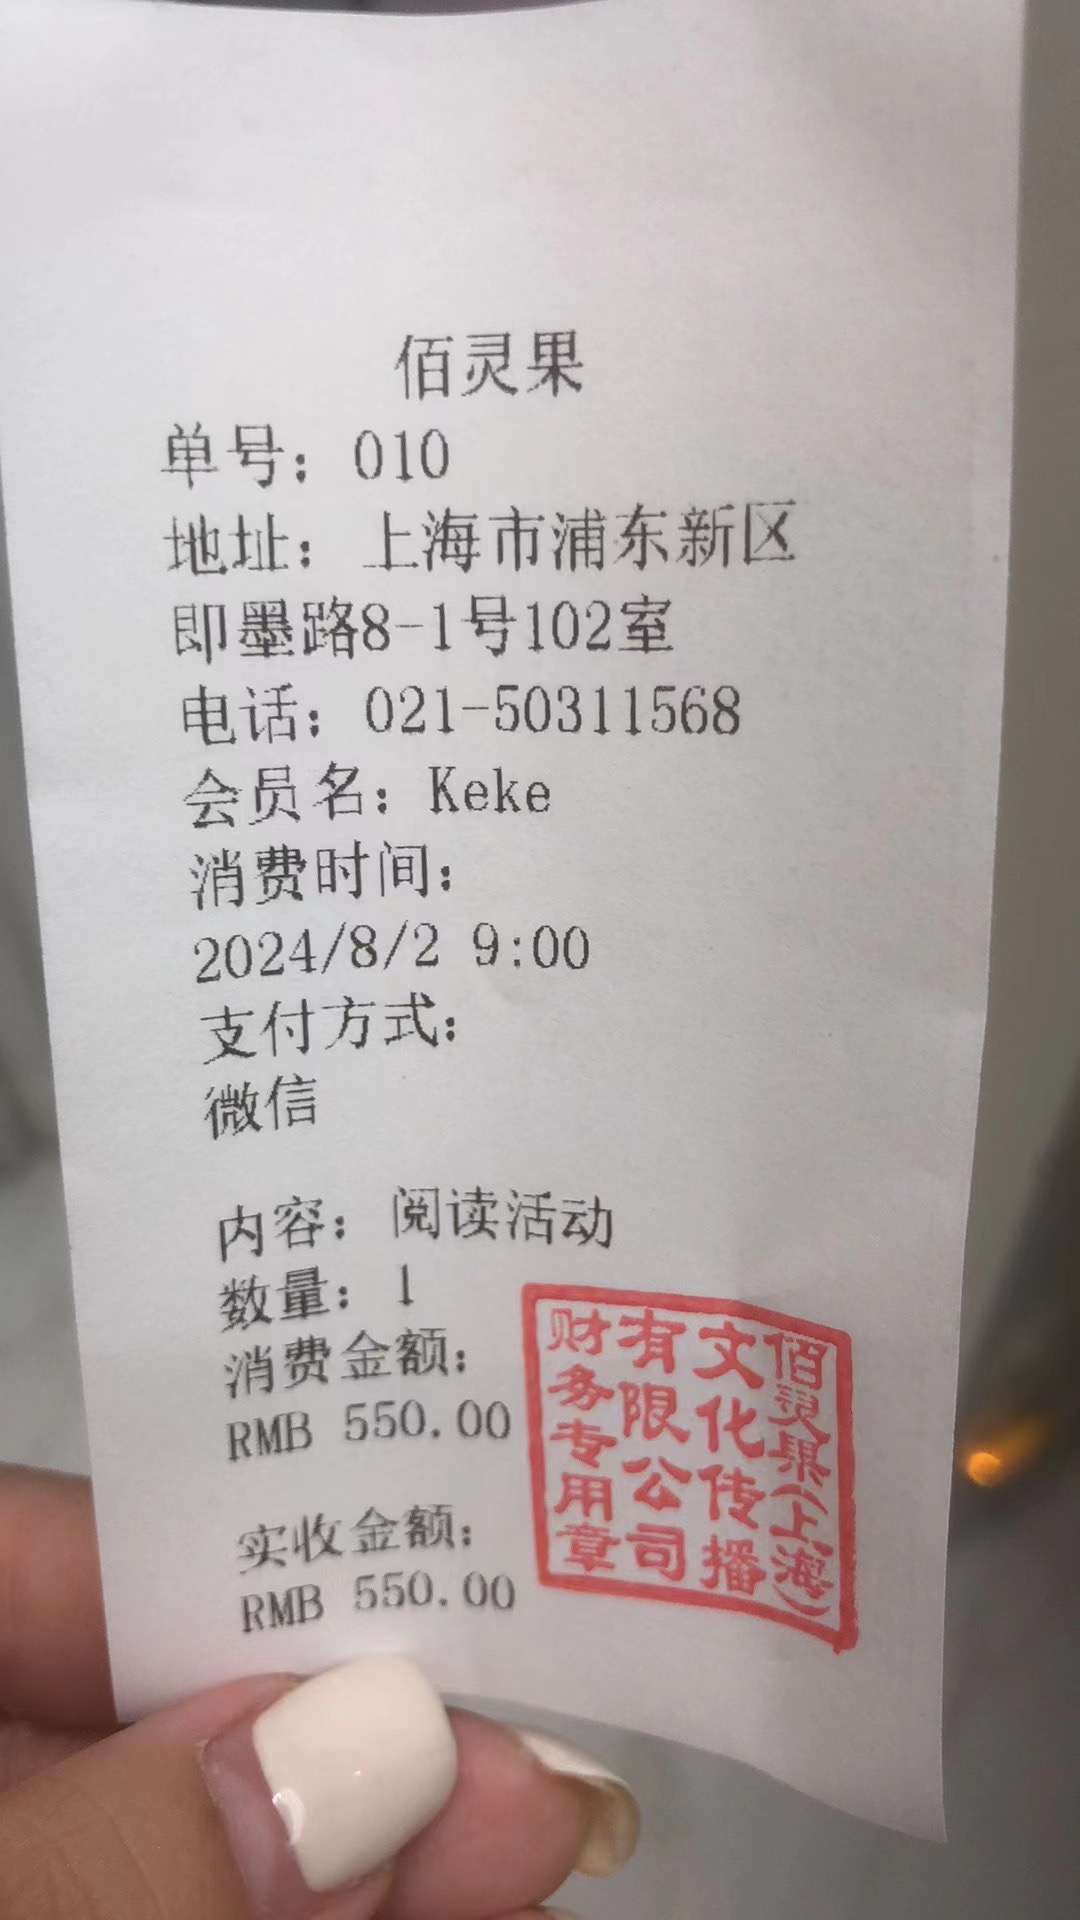 佰灵果
单号：010
地址：上海市浦东新区
即墨路8-1号102室
电话：021-50311568
会员名：Keke
消费时间：
2024/8/2 9:00
支付方式：
微信
内容：阅读活动
数量：1
消费金额：
RMB 550.00
实收金额：
RMB 550.00
佰灵果(上海)
文化传播
有限公司
财务专用章